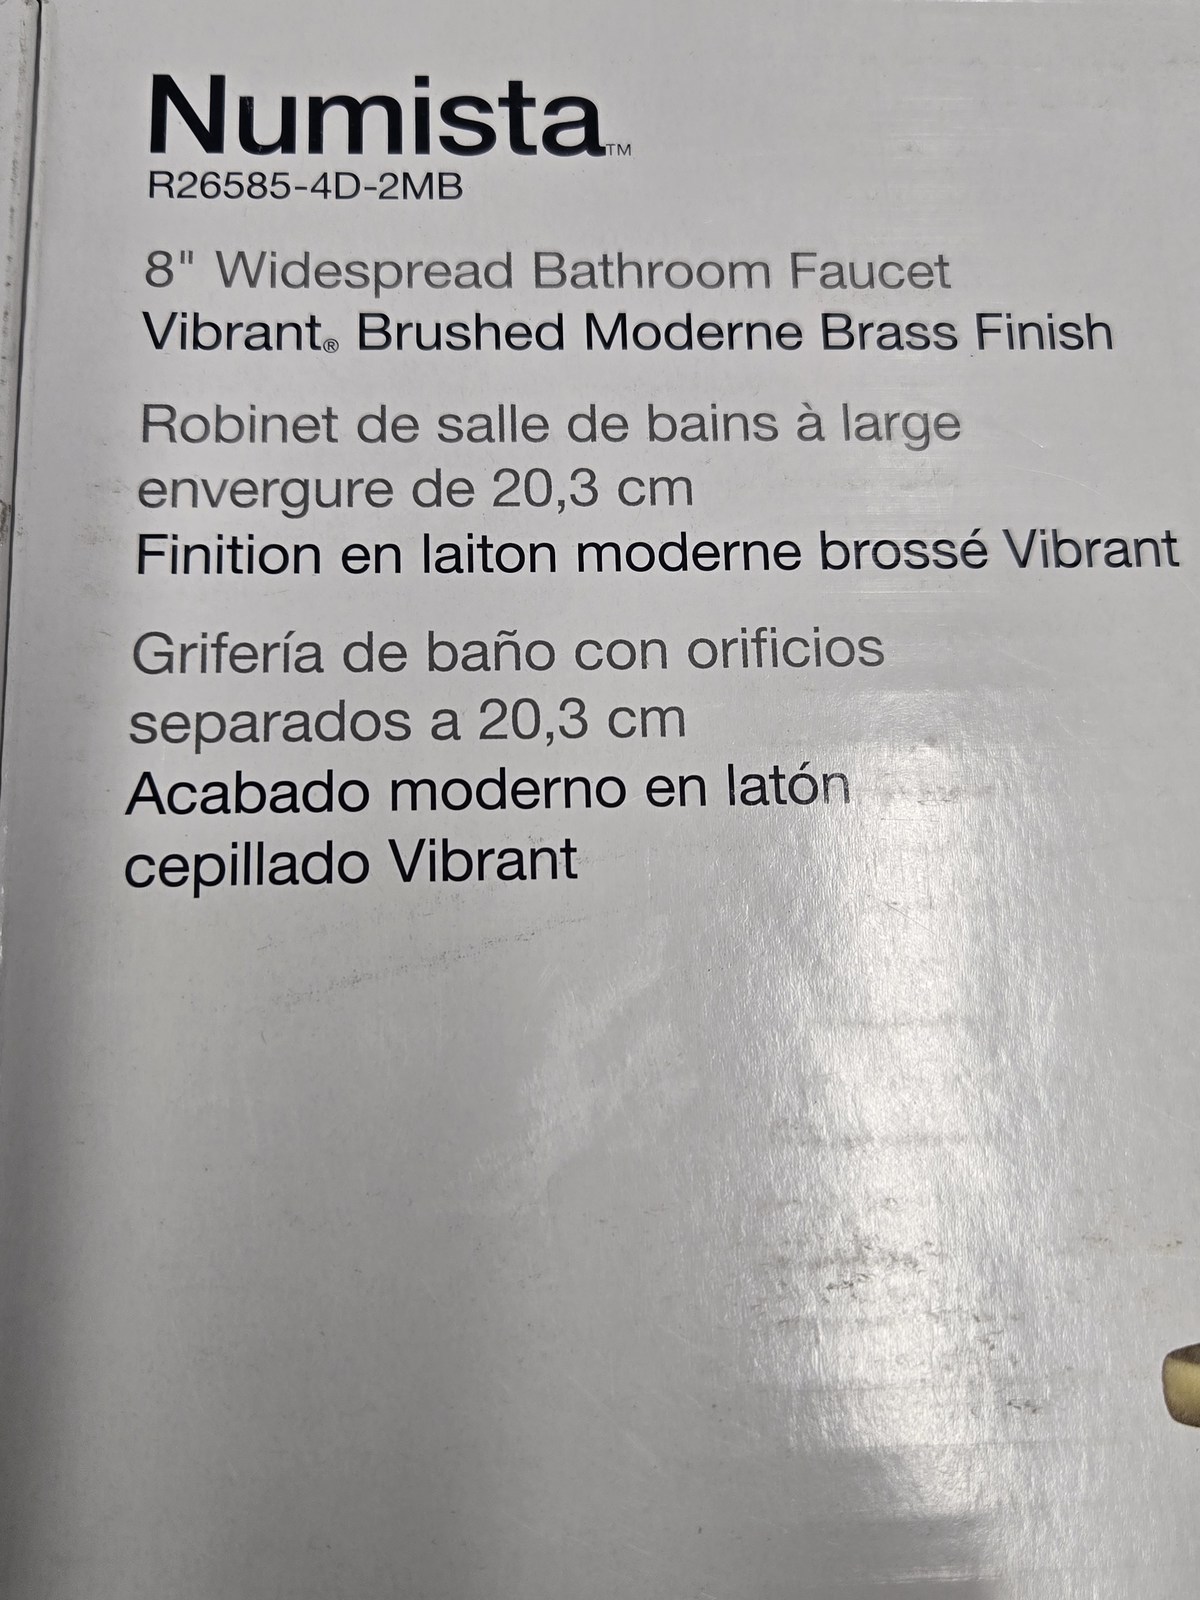 Numista™
R26585-4D-2MB
8" Widespread Bathroom Faucet
Vibrant® Brushed Moderne Brass Finish
Robinet de salle de bains à large
envergure de 20,3 cm
Finition en laiton moderne brossé Vibrant
Grifería de baño con orificios
separados a 20,3 cm
Acabado moderno en latón
cepillado Vibrant